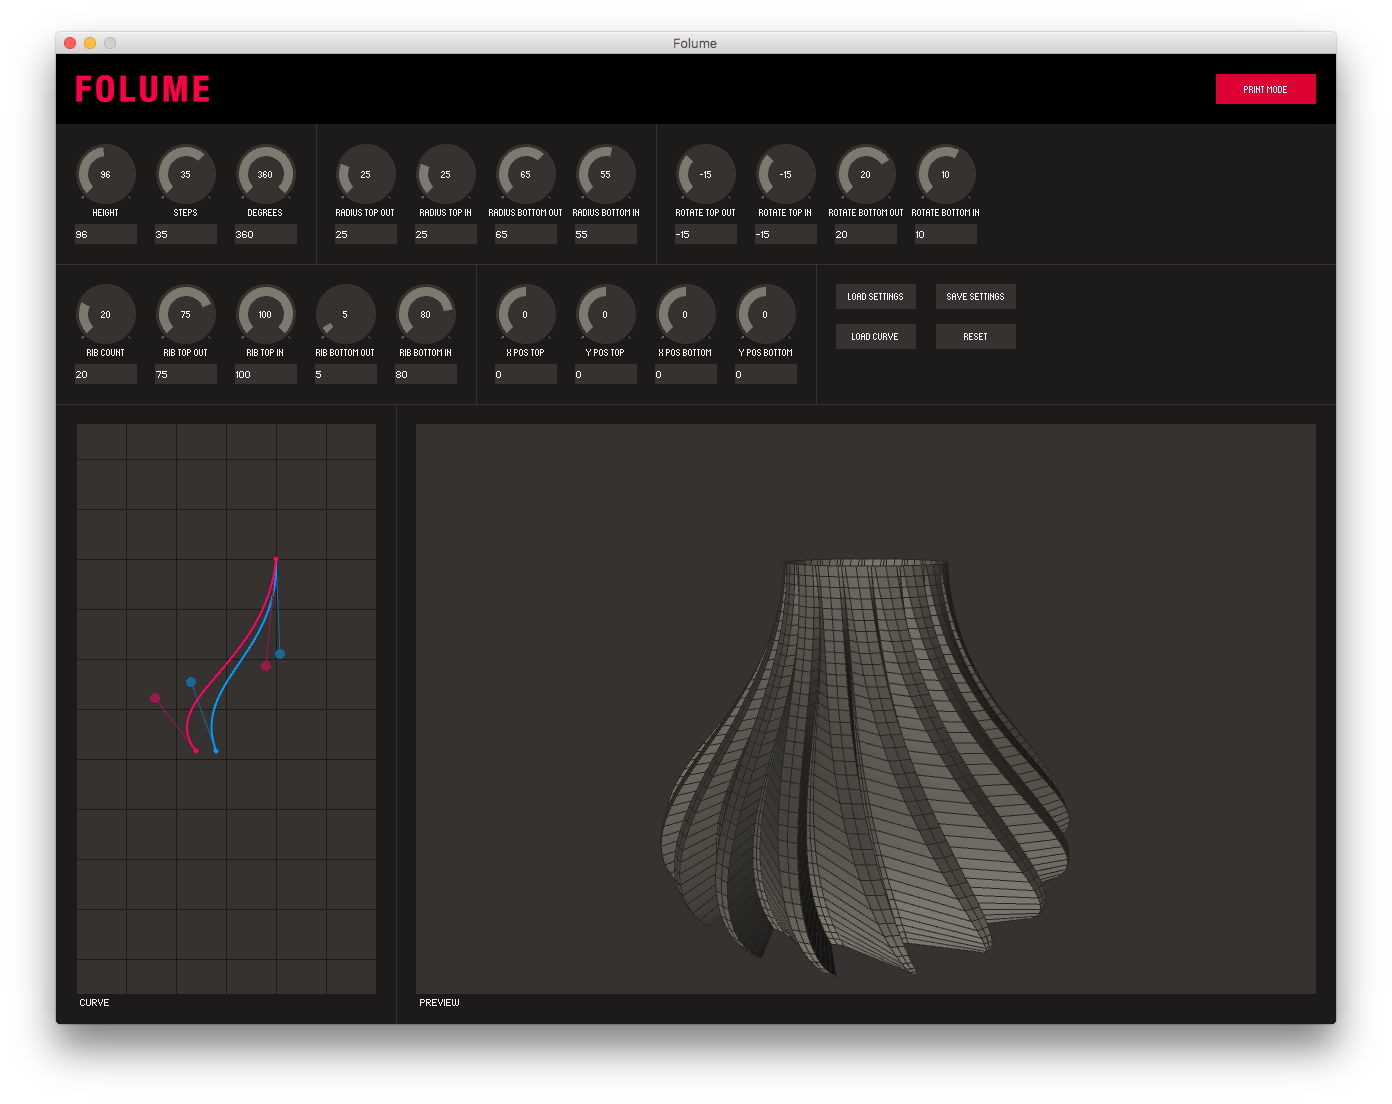 Folume
FOLUME
PRINT MODE
96 35 360 25 25 65 55 -15 -15 20 10
HEIGHT STEPS DEGREES RADIUS TOP OUT RADIUS TOP IN RADIUS BOTTOM OUT RADIUS BOTTOM IN ROTATE TOP OUT ROTATE TOP IN ROTATE BOTTOM OUT ROTATE BOTTOM IN
96 35 360 25 25 65 55 -15 -15 20 10
LOAD SETTINGS SAVE SETTINGS
20 75 100 5 80 0 0 0 0
LOAD CURVE RESET
RIB COUNT RIB TOP OUT RIB TOP IN RIB BOTTOM OUT RIB BOTTOM IN X POS TOP Y POS TOP X POS BOTTOM Y POS BOTTOM
20 75 100 5 80 0 0 0 0
CURVE PREVIEW